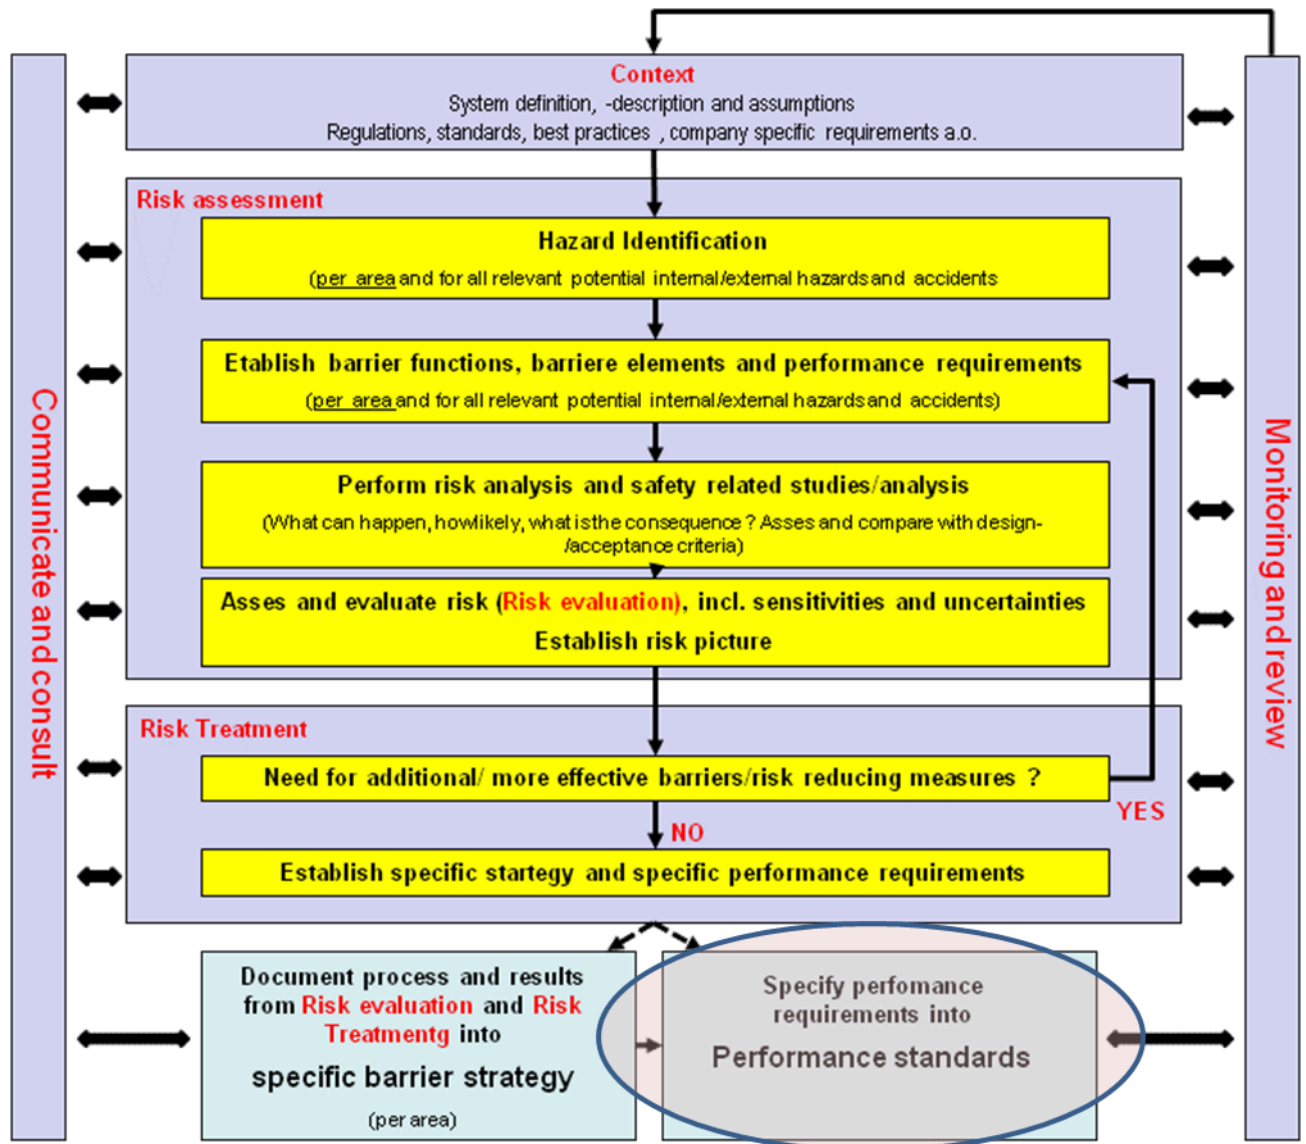 Context
System definition, -description and assumptions
Regulations, standards, best practices , company specific requirements a.o.
Risk assessment
Hazard Identification
(per area and for all relevant potential internal/external hazards and accidents
Etablish barrier functions, barriere elements and performance requirements
(per area and for all relevant potential internal/external hazards and accidents)
Perform risk analysis and safety related studies/analysis
(What can happen, how likely, what is the consequence ? Asses and compare with design-
/acceptance criteria)
Asses and evaluate risk (Risk evaluation), incl. sensitivities and uncertainties
Establish risk picture
Risk Treatment
Need for additional/ more effective barriers/risk reducing measures ?
YES
NO
Establish specific startegy and specific performance requirements
Document process and results
from Risk evaluation and Risk
Treatmentg into
specific barrier strategy
(per area)
Specify perfomance
requirements into
Performance standards
Communicate and consult
Monitoring and review